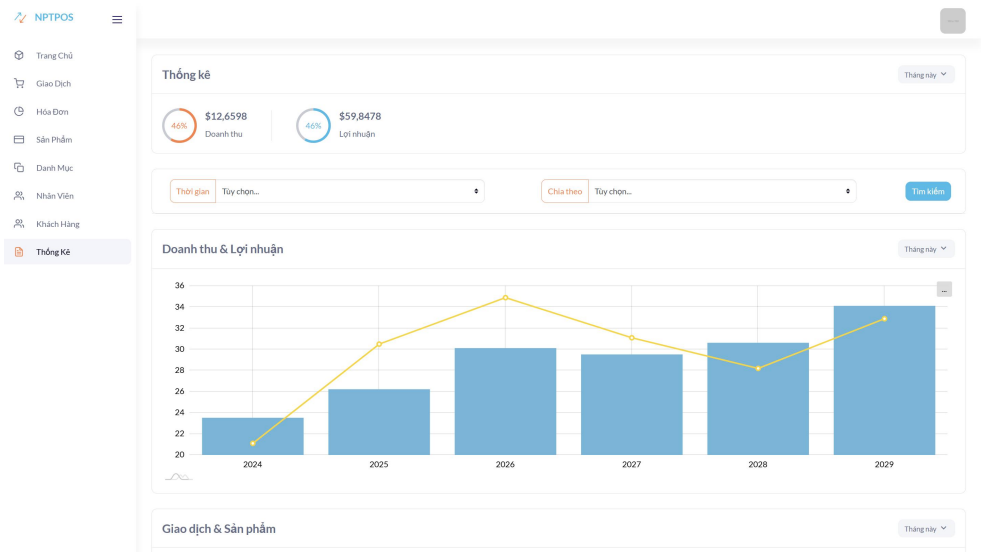 NPTPOS
Trang Chủ
Giao Dịch
Hóa Đơn
Sản Phẩm
Danh Mục
Nhân Viên
Khách Hàng
Thống Kê
Thống kê
Tháng này
46%
$12,6598
Doanh thu
46%
$59,8478
Lợi nhuận
Thời gian Tùy chọn...
Chia theo Tùy chọn...
Tìm kiếm
Doanh thu & Lợi nhuận
Tháng này
...
36
34
32
30
28
26
24
22
20
2024 2025 2026 2027 2028 2029
Giao dịch & Sản phẩm
Tháng này